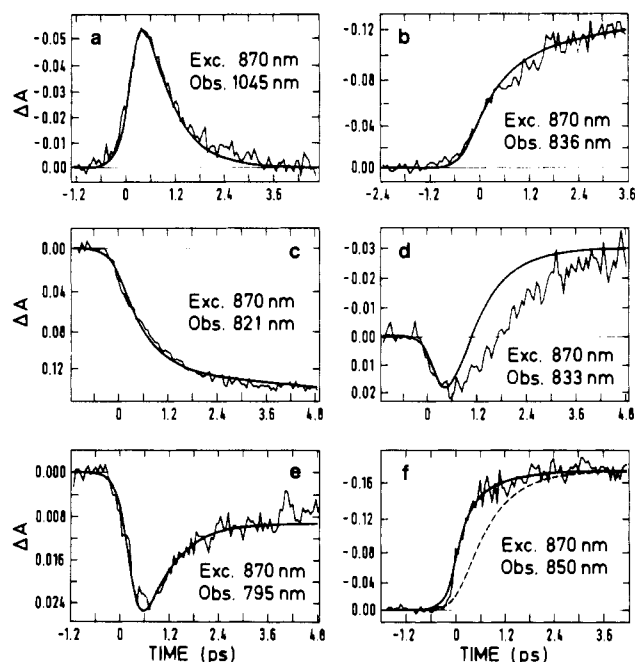 a
ΔA
-0.05
-0.04
-0.03
-0.02
-0.01
0.00
Exc. 870 nm
Obs. 1045 nm
-1.2 0 1.2 2.4 3.6
b
-0.12
-0.08
-0.04
0.00
Exc. 870 nm
Obs. 836 nm
-2.4 -1.2 0 1.2 2.4 3.6
c
ΔA
0.00
0.04
0.08
0.12
Exc. 870 nm
Obs. 821 nm
-1.2 0 1.2 2.4 3.6 4.8
d
-0.03
-0.02
-0.01
0.00
0.01
0.02
Exc. 870 nm
Obs. 833 nm
-1.2 0 1.2 2.4 3.6 4.8
e
ΔA
0.000
0.008
0.016
0.024
Exc. 870 nm
Obs. 795 nm
-1.2 0 1.2 2.4 3.6 4.8
TIME (ps)
f
-0.16
-0.12
-0.08
-0.04
0.00
Exc. 870 nm
Obs. 850 nm
-1.2 0 1.2 2.4 3.6 4.8
TIME (ps)